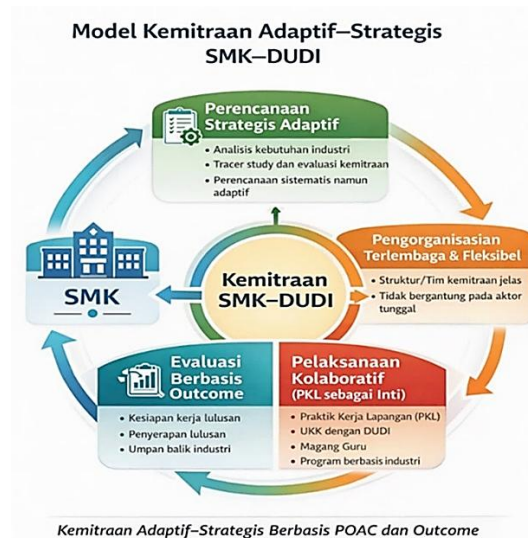 Model Kemitraan Adaptif–Strategis
SMK–DUDI
Perencanaan
Strategis Adaptif
• Analisis kebutuhan industri
• Tracer study dan evaluasi kemitraan
• Perencanaan sistematis namun
adaptif
Pengorganisasian
Terlembaga & Fleksibel
• Struktur/Tim kemitraan jelas
• Tidak bergantung pada aktor
tunggal
SMK
Kemitraan
SMK–DUDI
Evaluasi
Berbasis
Outcome
• Kesiapan kerja lulusan
• Penyerapan lulusan
• Umpan balik industri
Pelaksanaan
Kolaboratif
(PKL sebagai Inti)
• Praktik Kerja Lapangan (PKL)
• UKK dengan DUDI
• Magang Guru
• Program berbasis industri
Kemitraan Adaptif–Strategis Berbasis POAC dan Outcome